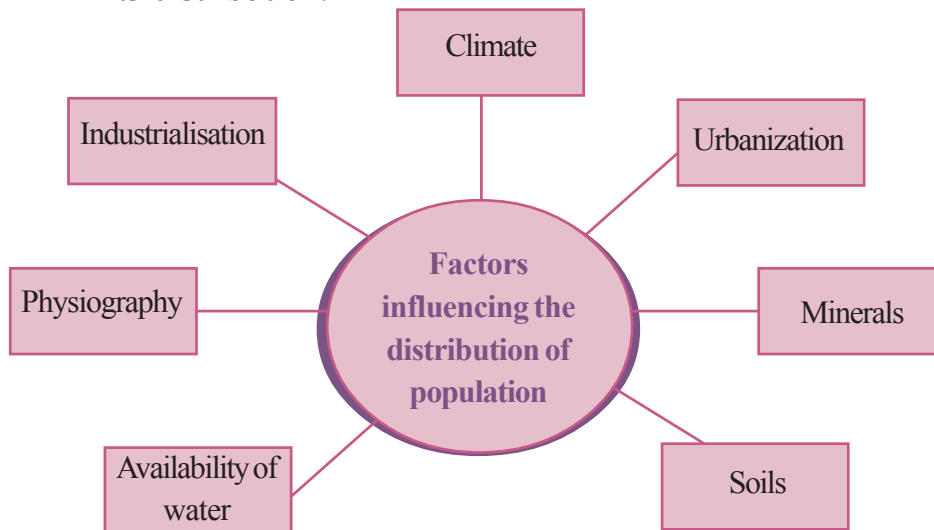 Climate
Industrialisation
Urbanization
Factors
influencing the
distribution of
population
Physiography
Minerals
Availability of
water
Soils